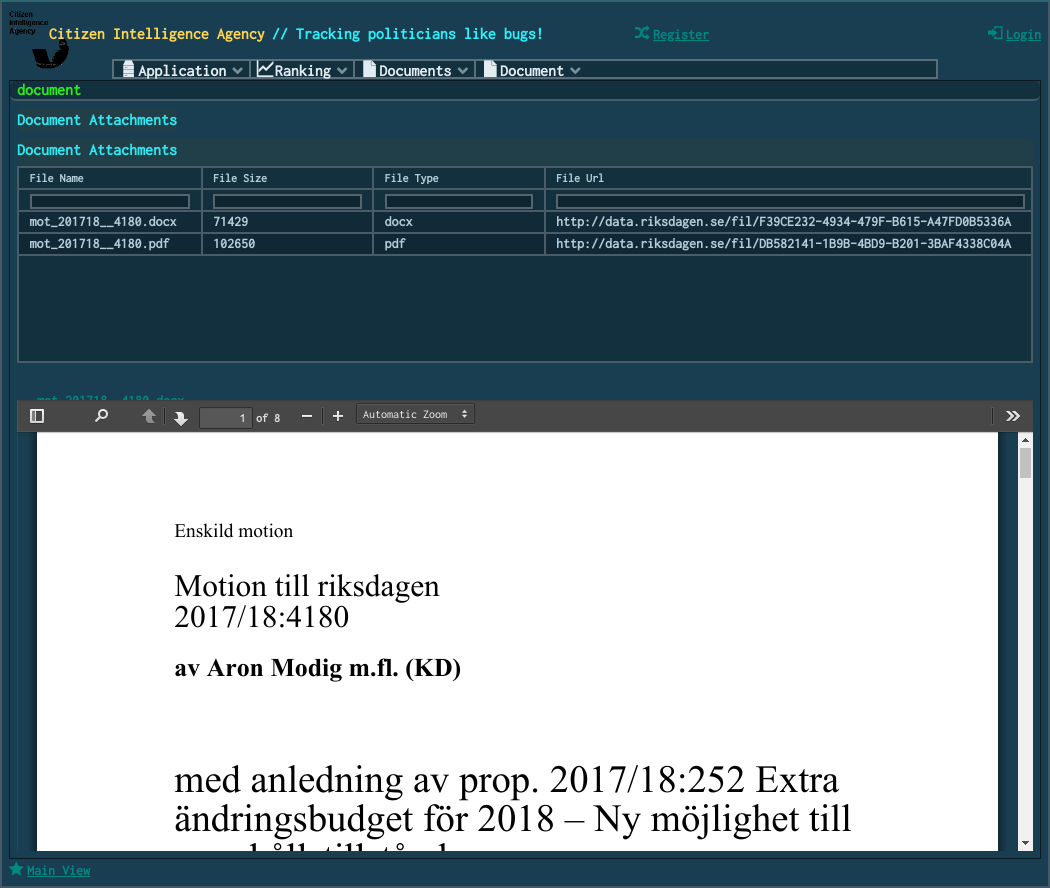 Citizen
Intelligence
Agency
Citizen Intelligence Agency // Tracking politicians like bugs!
Register
Login
Application
Ranking
Documents
Document
document
Document Attachments
Document Attachments
File Name File Size File Type File Url
mot_201718__4180.docx 71429 docx http://data.riksdagen.se/fil/F39CE232-4934-479F-B615-A47FD0B5336A
mot_201718__4180.pdf 102650 pdf http://data.riksdagen.se/fil/DB582141-1B9B-4BD9-B201-3BAF4338C04A
mot_201718__4180.docx
1 of 8
Automatic Zoom
Enskild motion
Motion till riksdagen
2017/18:4180
av Aron Modig m.fl. (KD)
med anledning av prop. 2017/18:252 Extra
ändringsbudget för 2018 – Ny möjlighet till
Main View